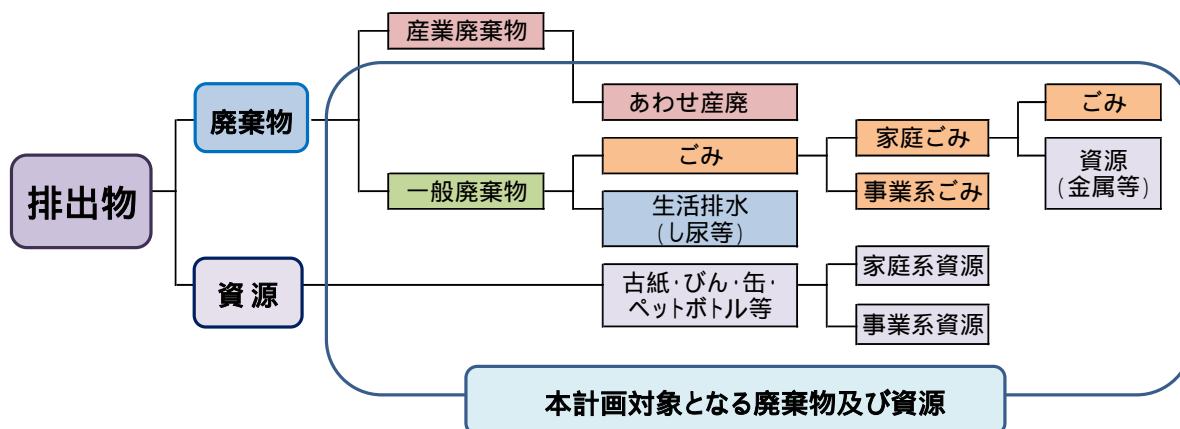 産業廃棄物
あわせ産廃
ごみ
廃棄物
家庭ごみ
ごみ
資源
(金属等)
排出物
一般廃棄物
事業系ごみ
生活排水
(し尿等)
家庭系資源
資源
古紙・びん・缶・
ペットボトル等
事業系資源
本計画対象となる廃棄物及び資源